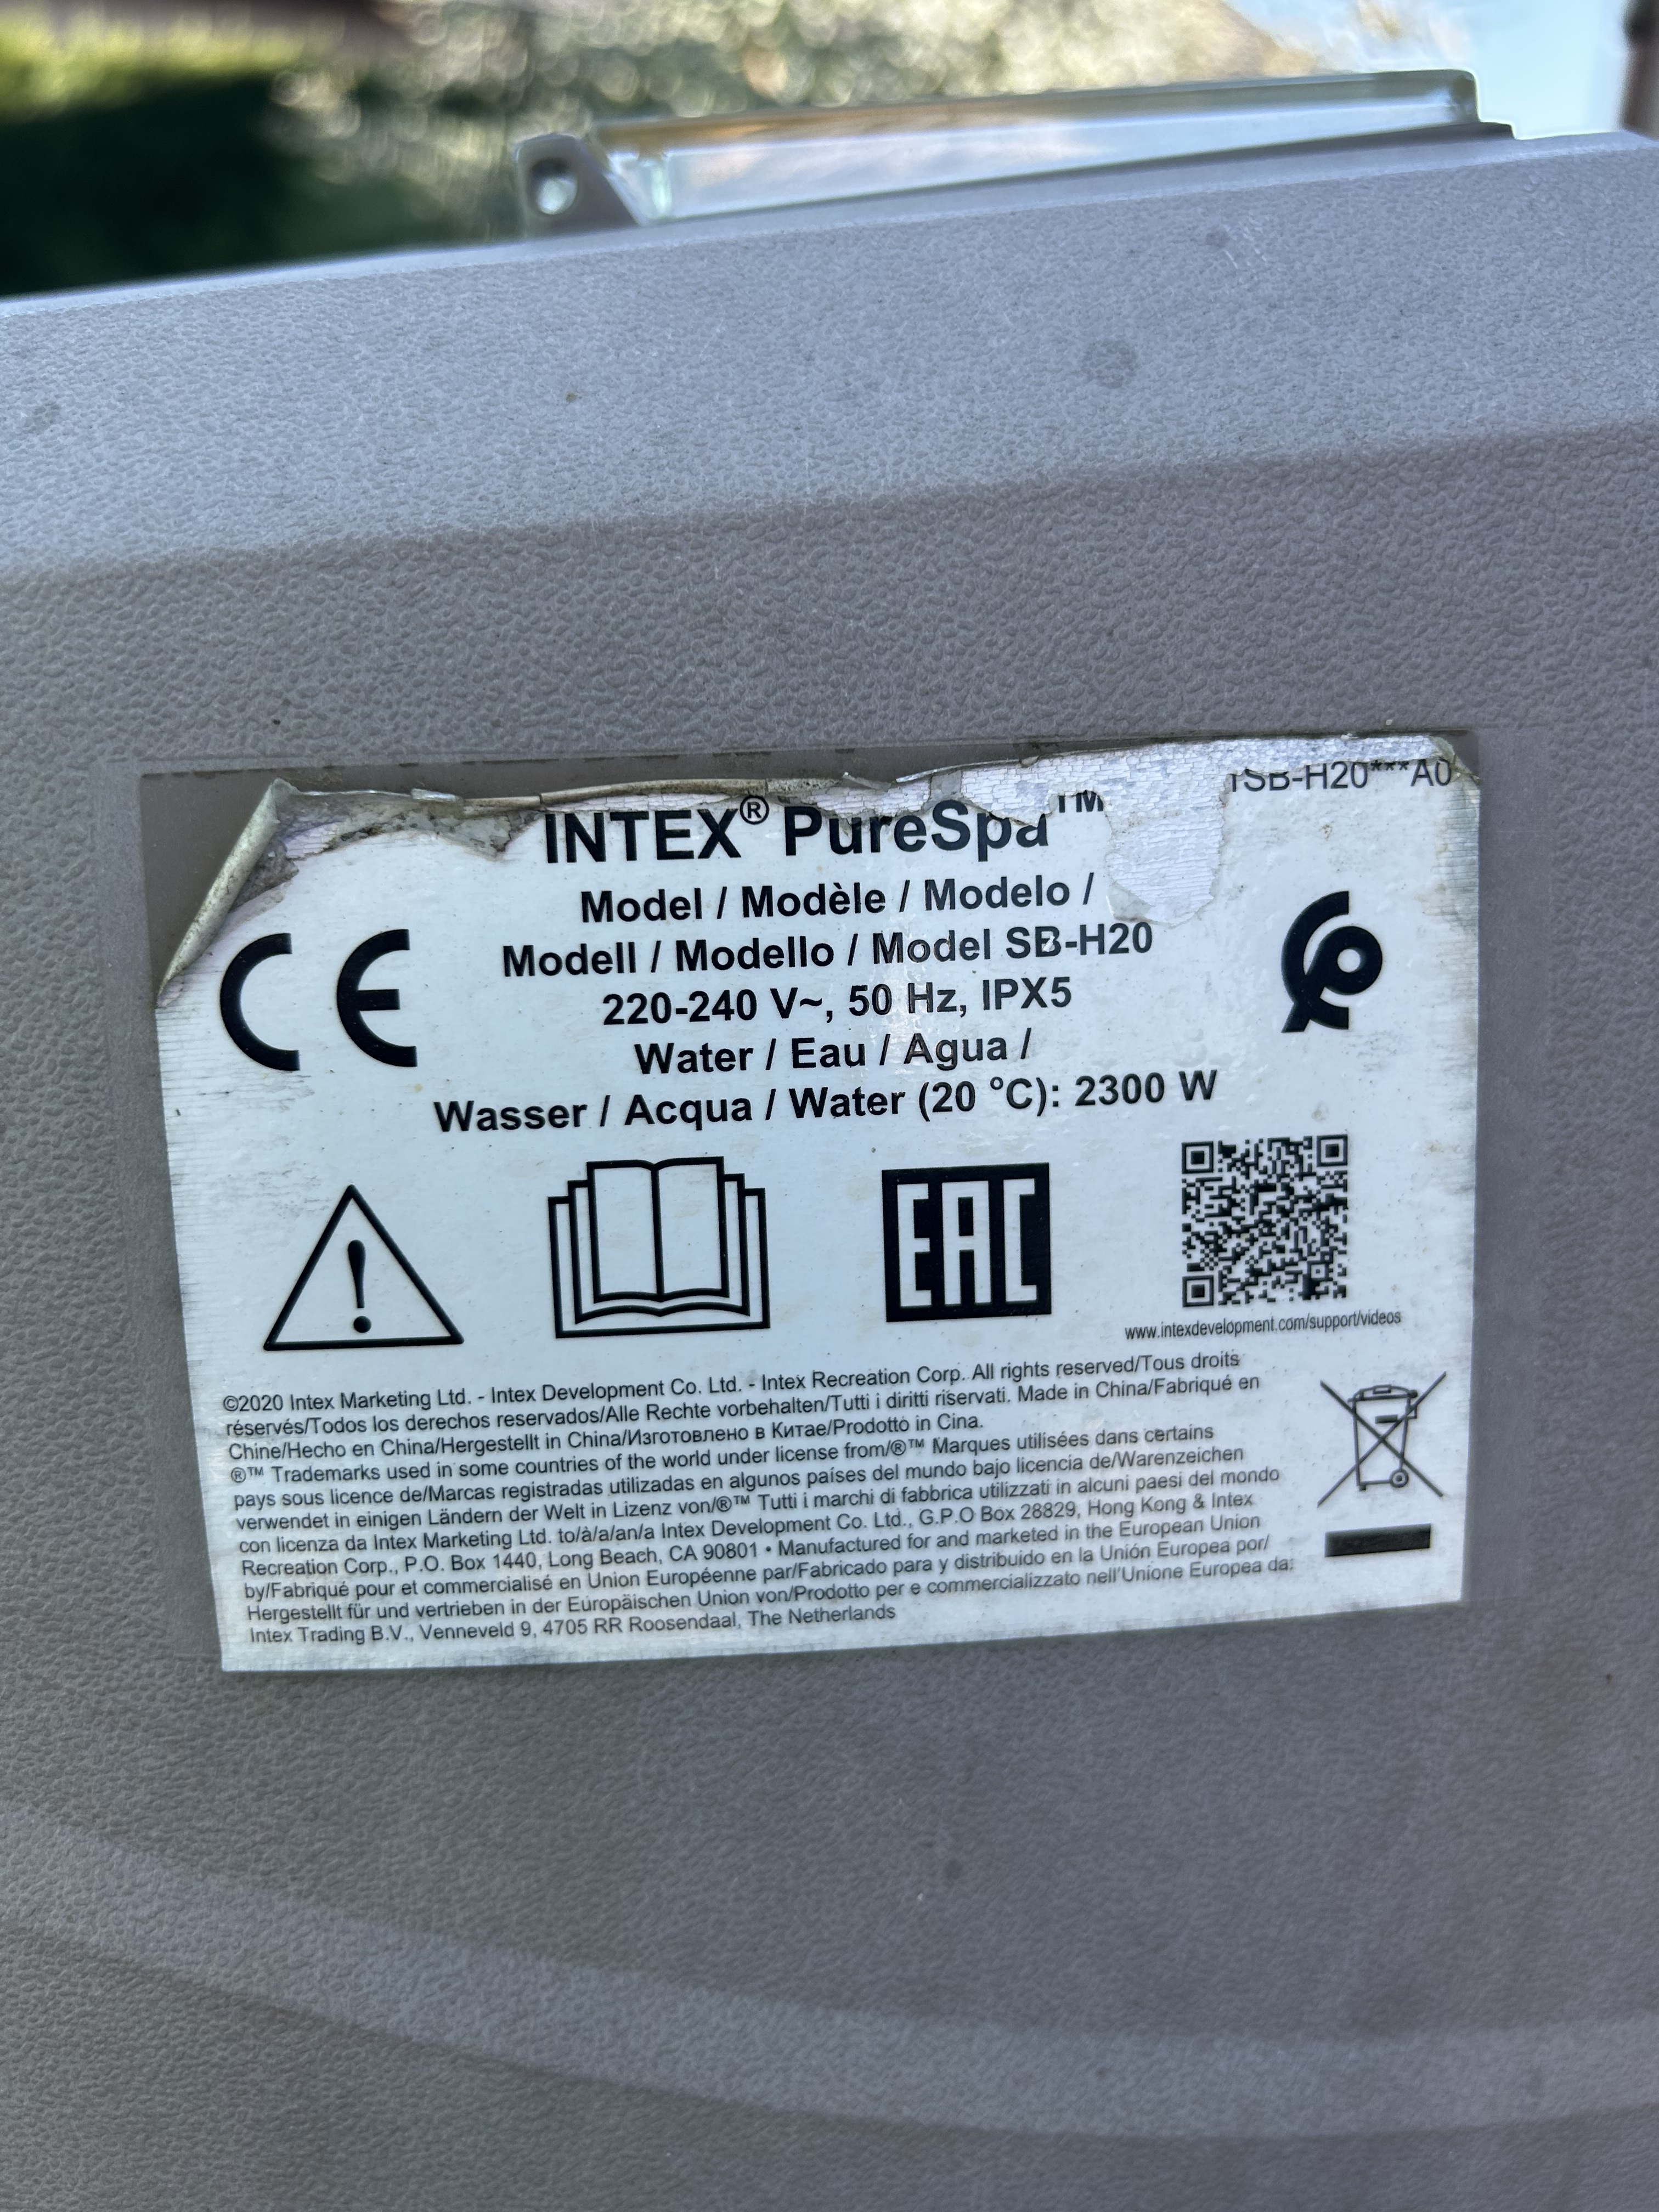 SB-H20***A0
INTEX® PureSpa™
Model / Modèle / Modelo /
Modell / Modello / Model SB-H20
220-240 V~, 50 Hz, IPX5
Water / Eau / Agua /
Wasser / Acqua / Water (20 °C): 2300 W
CE
EAC
www.intexdevelopment.com/support/videos
©2020 Intex Marketing Ltd. - Intex Development Co. Ltd. - Intex Recreation Corp. All rights reserved/Tous droits
réservés/Todos los derechos reservados/Alle Rechte vorbehalten/Tutti i diritti riservati. Made in China/Fabriqué en
Chine/Hecho en China/Hergestellt in China/Изготовлено в Китае/Prodotto in Cina.
®™ Trademarks used in some countries of the world under license from/®™ Marques utilisées dans certains
pays sous licence de/Marcas registradas utilizadas en algunos países del mundo bajo licencia de/Warenzeichen
verwendet in einigen Ländern der Welt in Lizenz von/®™ Tutti i marchi di fabbrica utilizzati in alcuni paesi del mondo
con licenza da Intex Marketing Ltd. to/à/a/an/a Intex Development Co. Ltd., G.P.O Box 28829, Hong Kong & Intex
Recreation Corp., P.O. Box 1440, Long Beach, CA 90801 • Manufactured for and marketed in the European Union
by/Fabriqué pour et commercialisé en Union Européenne par/Fabricado para y distribuido en la Unión Europea por/
Hergestellt für und vertrieben in der Europäischen Union von/Prodotto per e commercializzato nell'Unione Europea da:
Intex Trading B.V., Venneveld 9, 4705 RR Roosendaal, The Netherlands